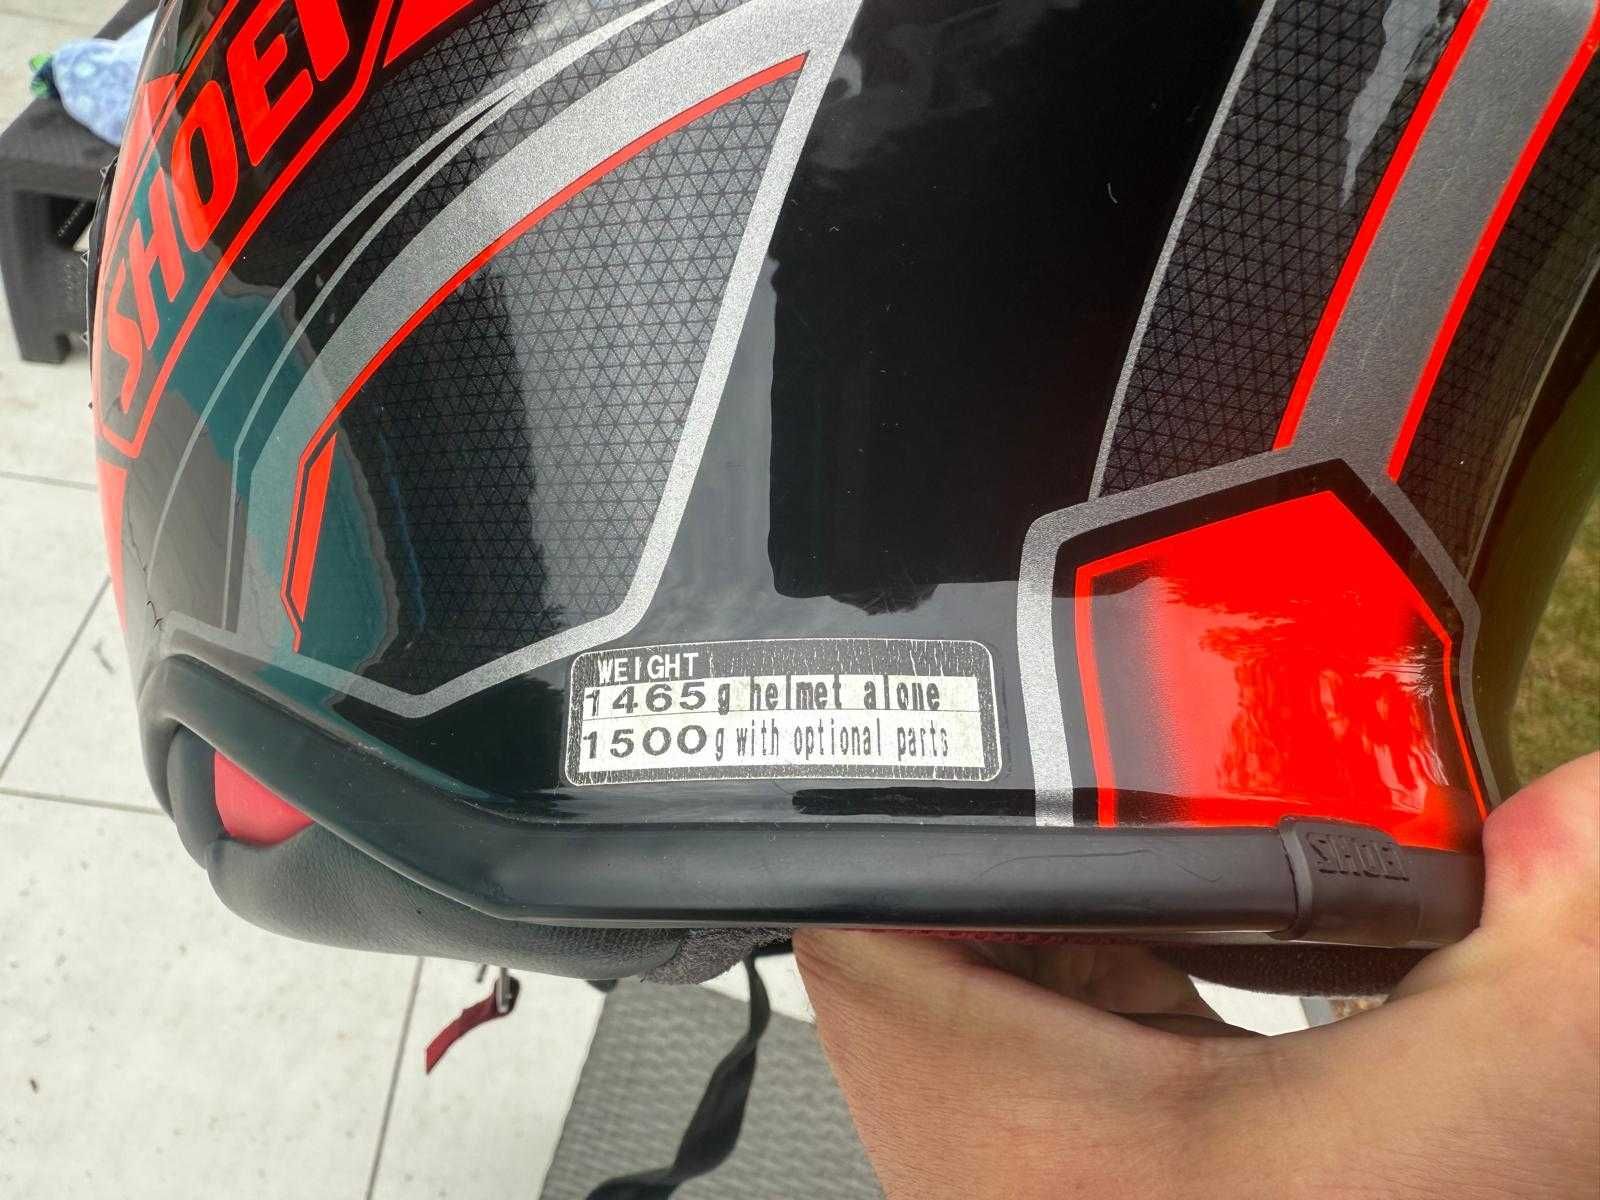 SHOEI
WEIGHT
1465g helmet alone
1500g with optional parts
SHOEI